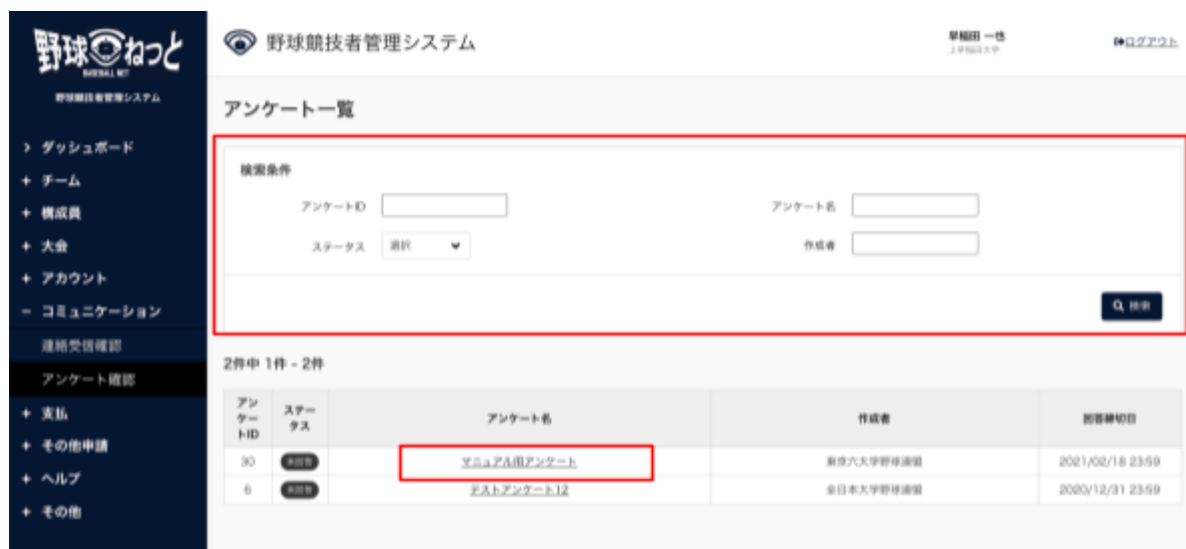 野球ねっと
BASEBALL NET
野球競技者管理システム
ダッシュボード
チーム
構成員
大会
アカウント
コミュニケーション
連絡受信確認
アンケート確認
支払
その他申請
ヘルプ
その他
野球競技者管理システム
早稲田 一也
上早稲田大学
ログアウト
アンケート一覧
検索条件
アンケートID
アンケート名
ステータス 選択
作成者
検索
2件中 1件 - 2件
アンケートID ステータス アンケート名 作成者 回答締切日
30 未回答 マニュアル用アンケート 東京六大学野球連盟 2021/02/18 23:59
6 未回答 テストアンケート12 全日本大学野球連盟 2020/12/31 23:59